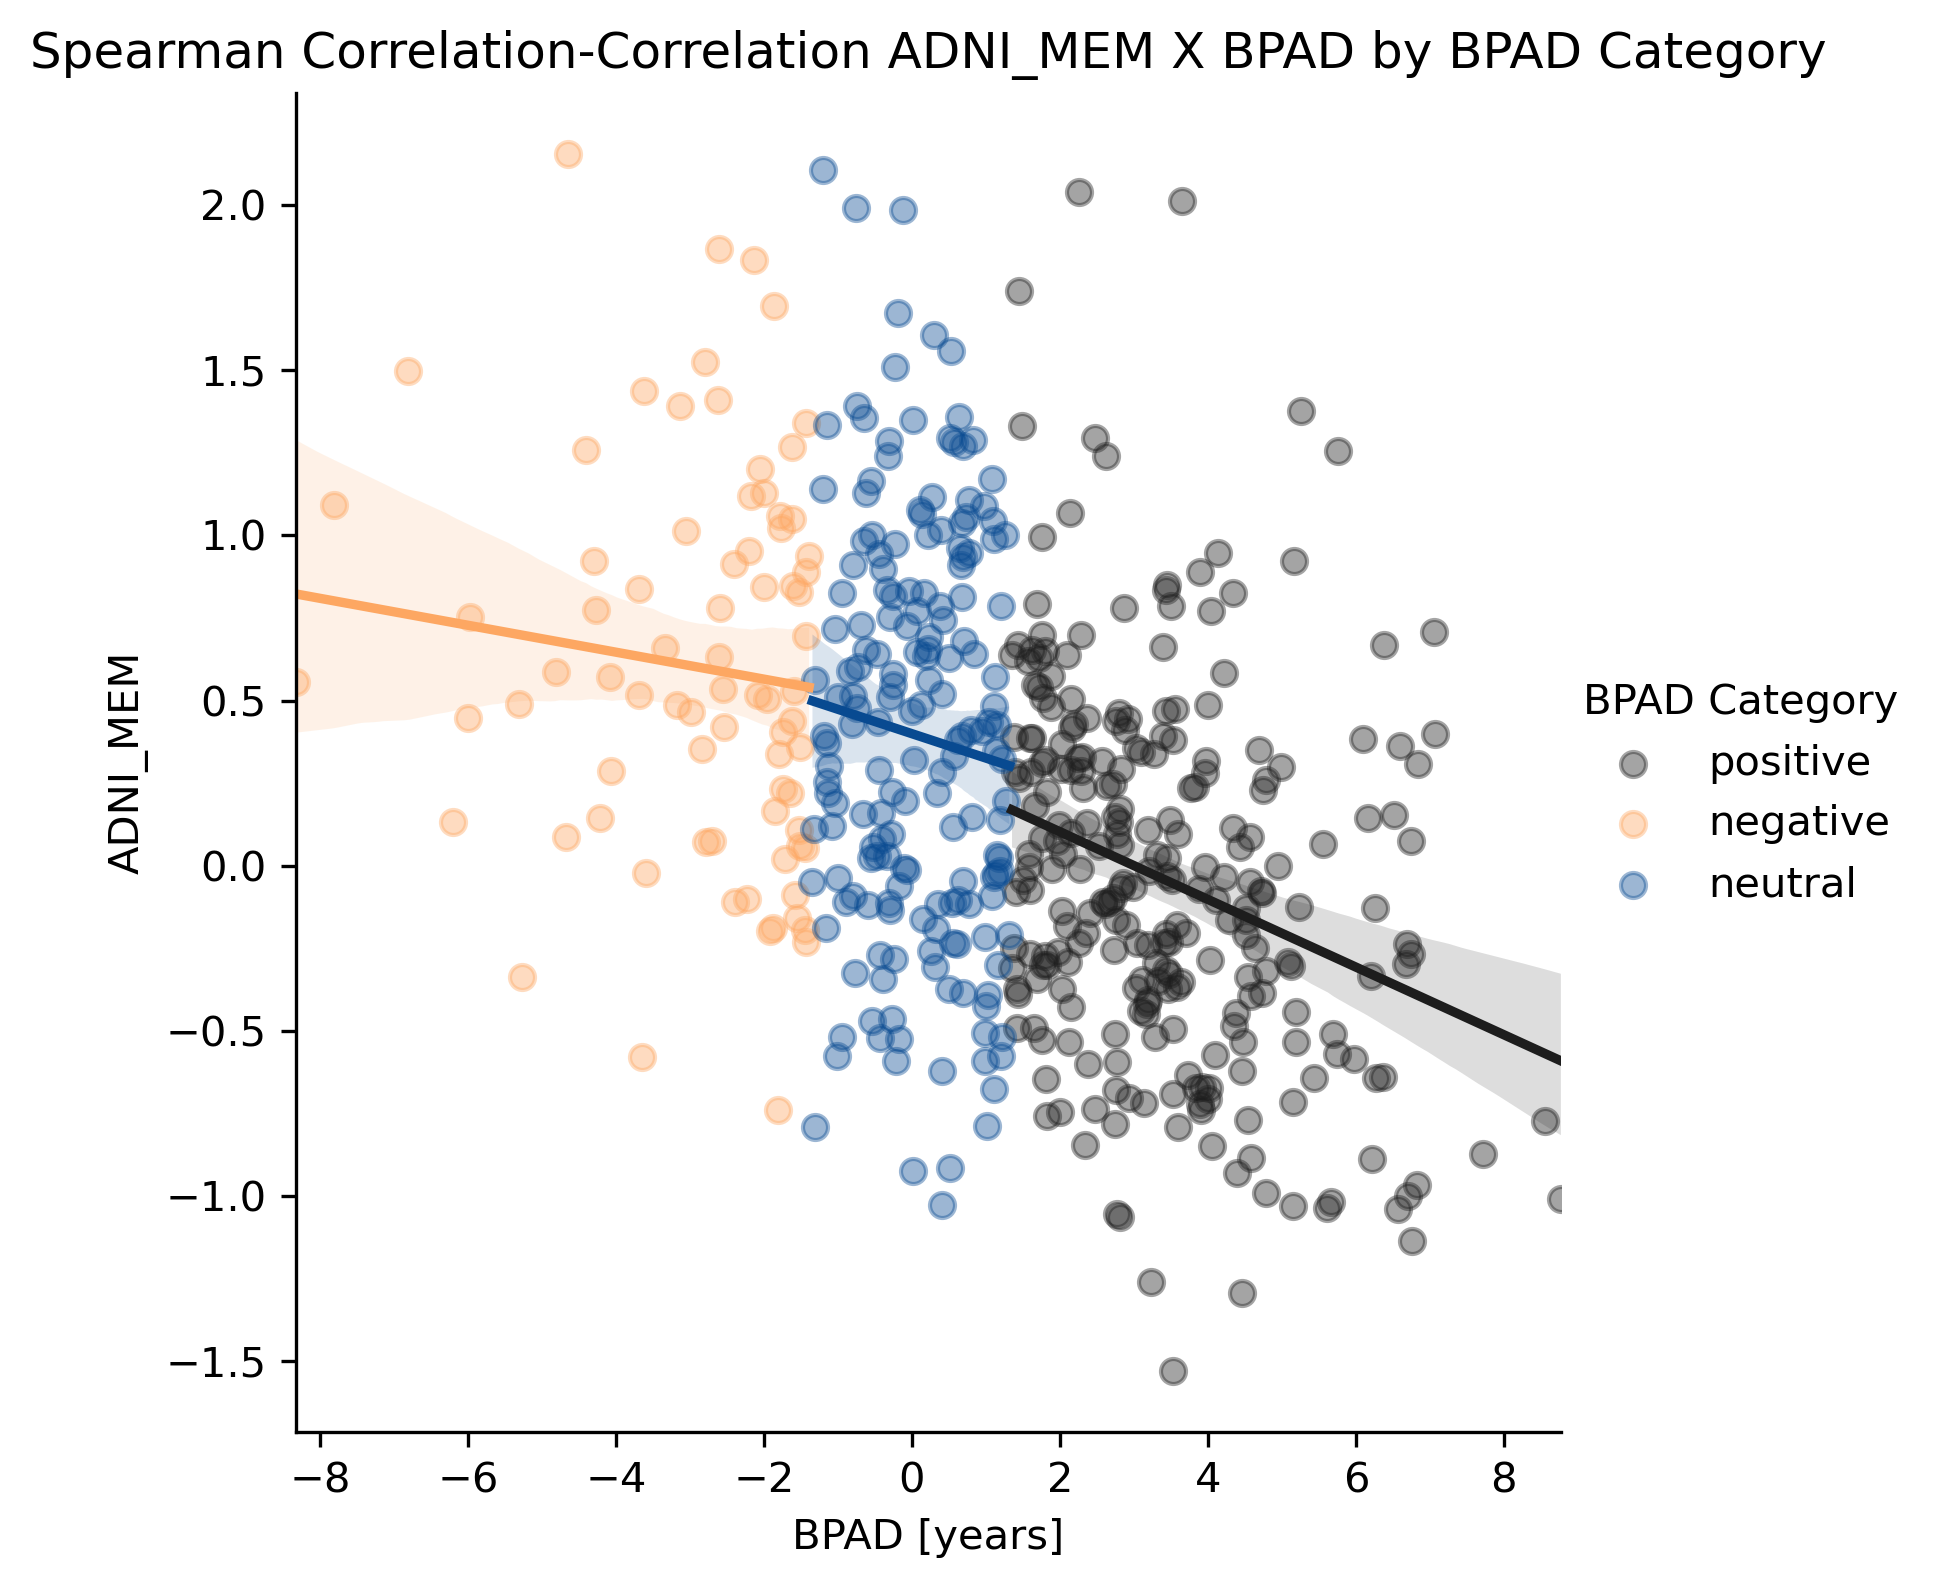 Spearman Correlation-Correlation ADNI_MEM X BPAD by BPAD Category
ADNI_MEM
2.0
1.5
1.0
0.5
0.0
−0.5
−1.0
−1.5
−8 −6 −4 −2 0 2 4 6 8
BPAD [years]
BPAD Category
positive
negative
neutral